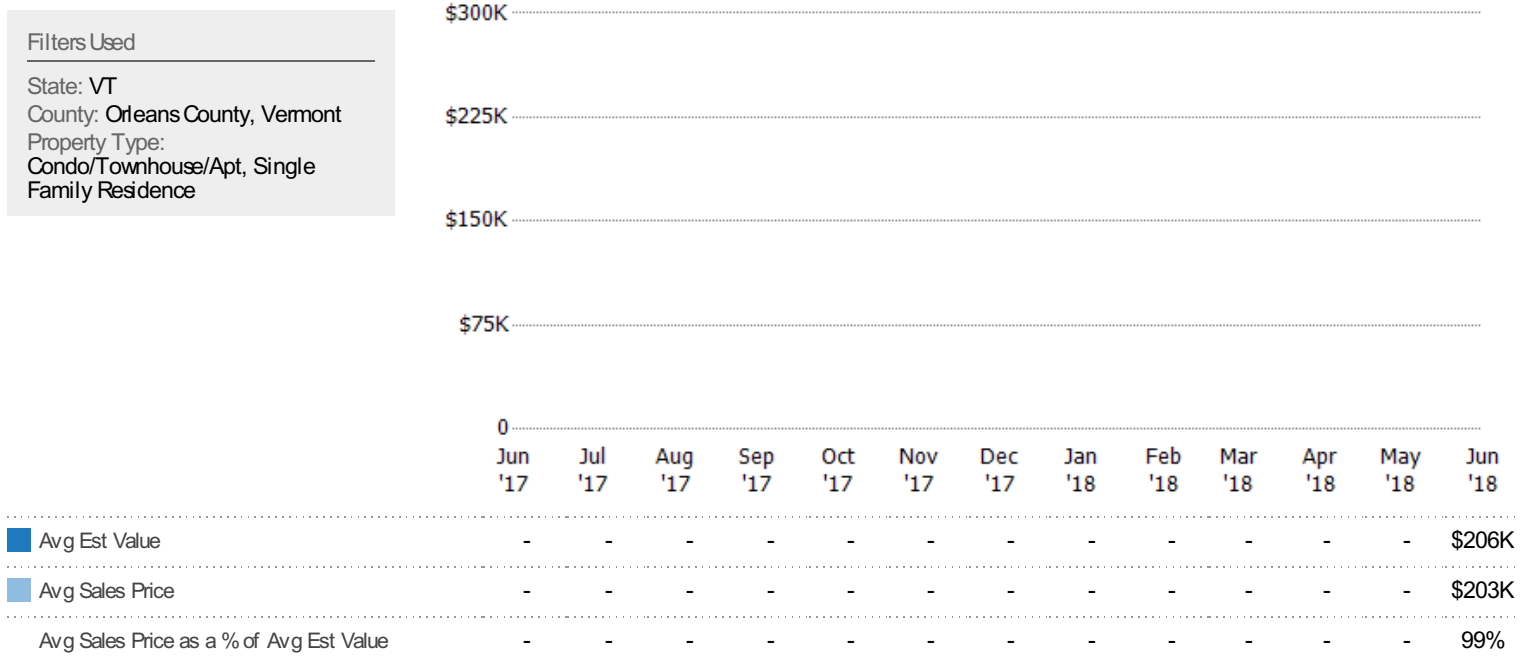 Filters Used
State: VT
County: Orleans County, Vermont
Property Type:
Condo/Townhouse/Apt, Single
Family Residence
$300K
$225K
$150K
$75K
0
Jun Jul Aug Sep Oct Nov Dec Jan Feb Mar Apr May Jun
'17 '17 '17 '17 '17 '17 '17 '18 '18 '18 '18 '18 '18
Avg Est Value - - - - - - - - - - - - $206K
Avg Sales Price - - - - - - - - - - - - $203K
Avg Sales Price as a % of Avg Est Value - - - - - - - - - - - - 99%